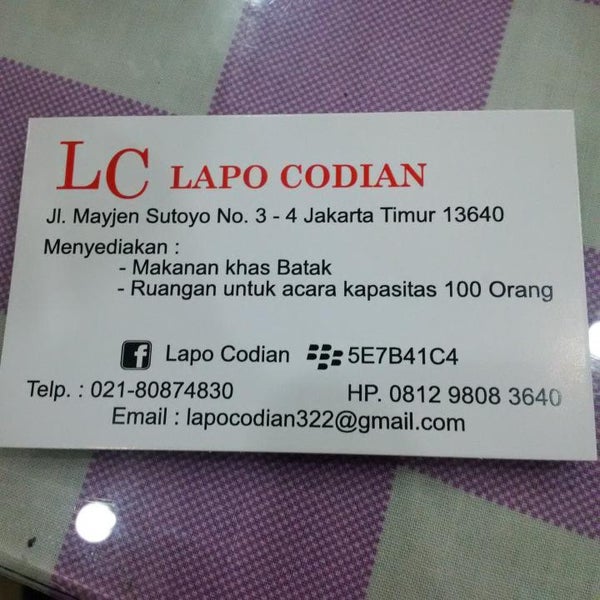 LC LAPO CODIAN
Jl. Mayjen Sutoyo No. 3 - 4 Jakarta Timur 13640
Menyediakan :
- Makanan khas Batak
- Ruangan untuk acara kapasitas 100 Orang
f Lapo Codian 5E7B41C4
Telp. : 021-80874830 HP. 0812 9808 3640
Email : lapocodian322@gmail.com